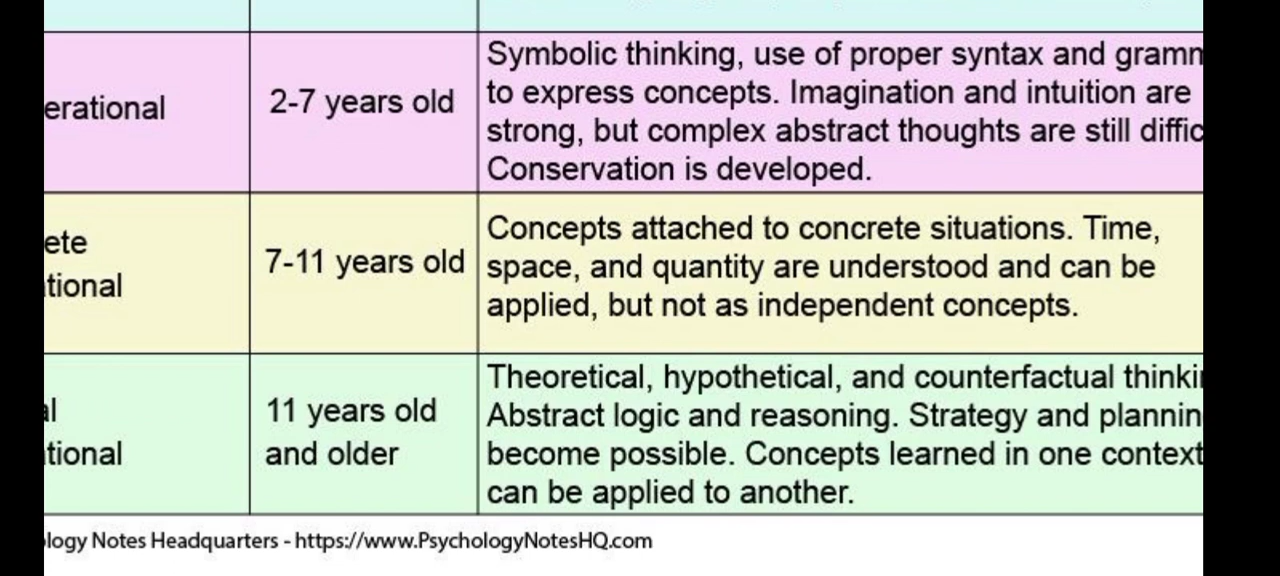 erational
2-7 years old
Symbolic thinking, use of proper syntax and gramm
to express concepts. Imagination and intuition are
strong, but complex abstract thoughts are still diffic
Conservation is developed.
ete
tional
7-11 years old
Concepts attached to concrete situations. Time,
space, and quantity are understood and can be
applied, but not as independent concepts.
al
tional
11 years old
and older
Theoretical, hypothetical, and counterfactual thinki
Abstract logic and reasoning. Strategy and plannin
become possible. Concepts learned in one context
can be applied to another.
ology Notes Headquarters - https://www.PsychologyNotesHQ.com